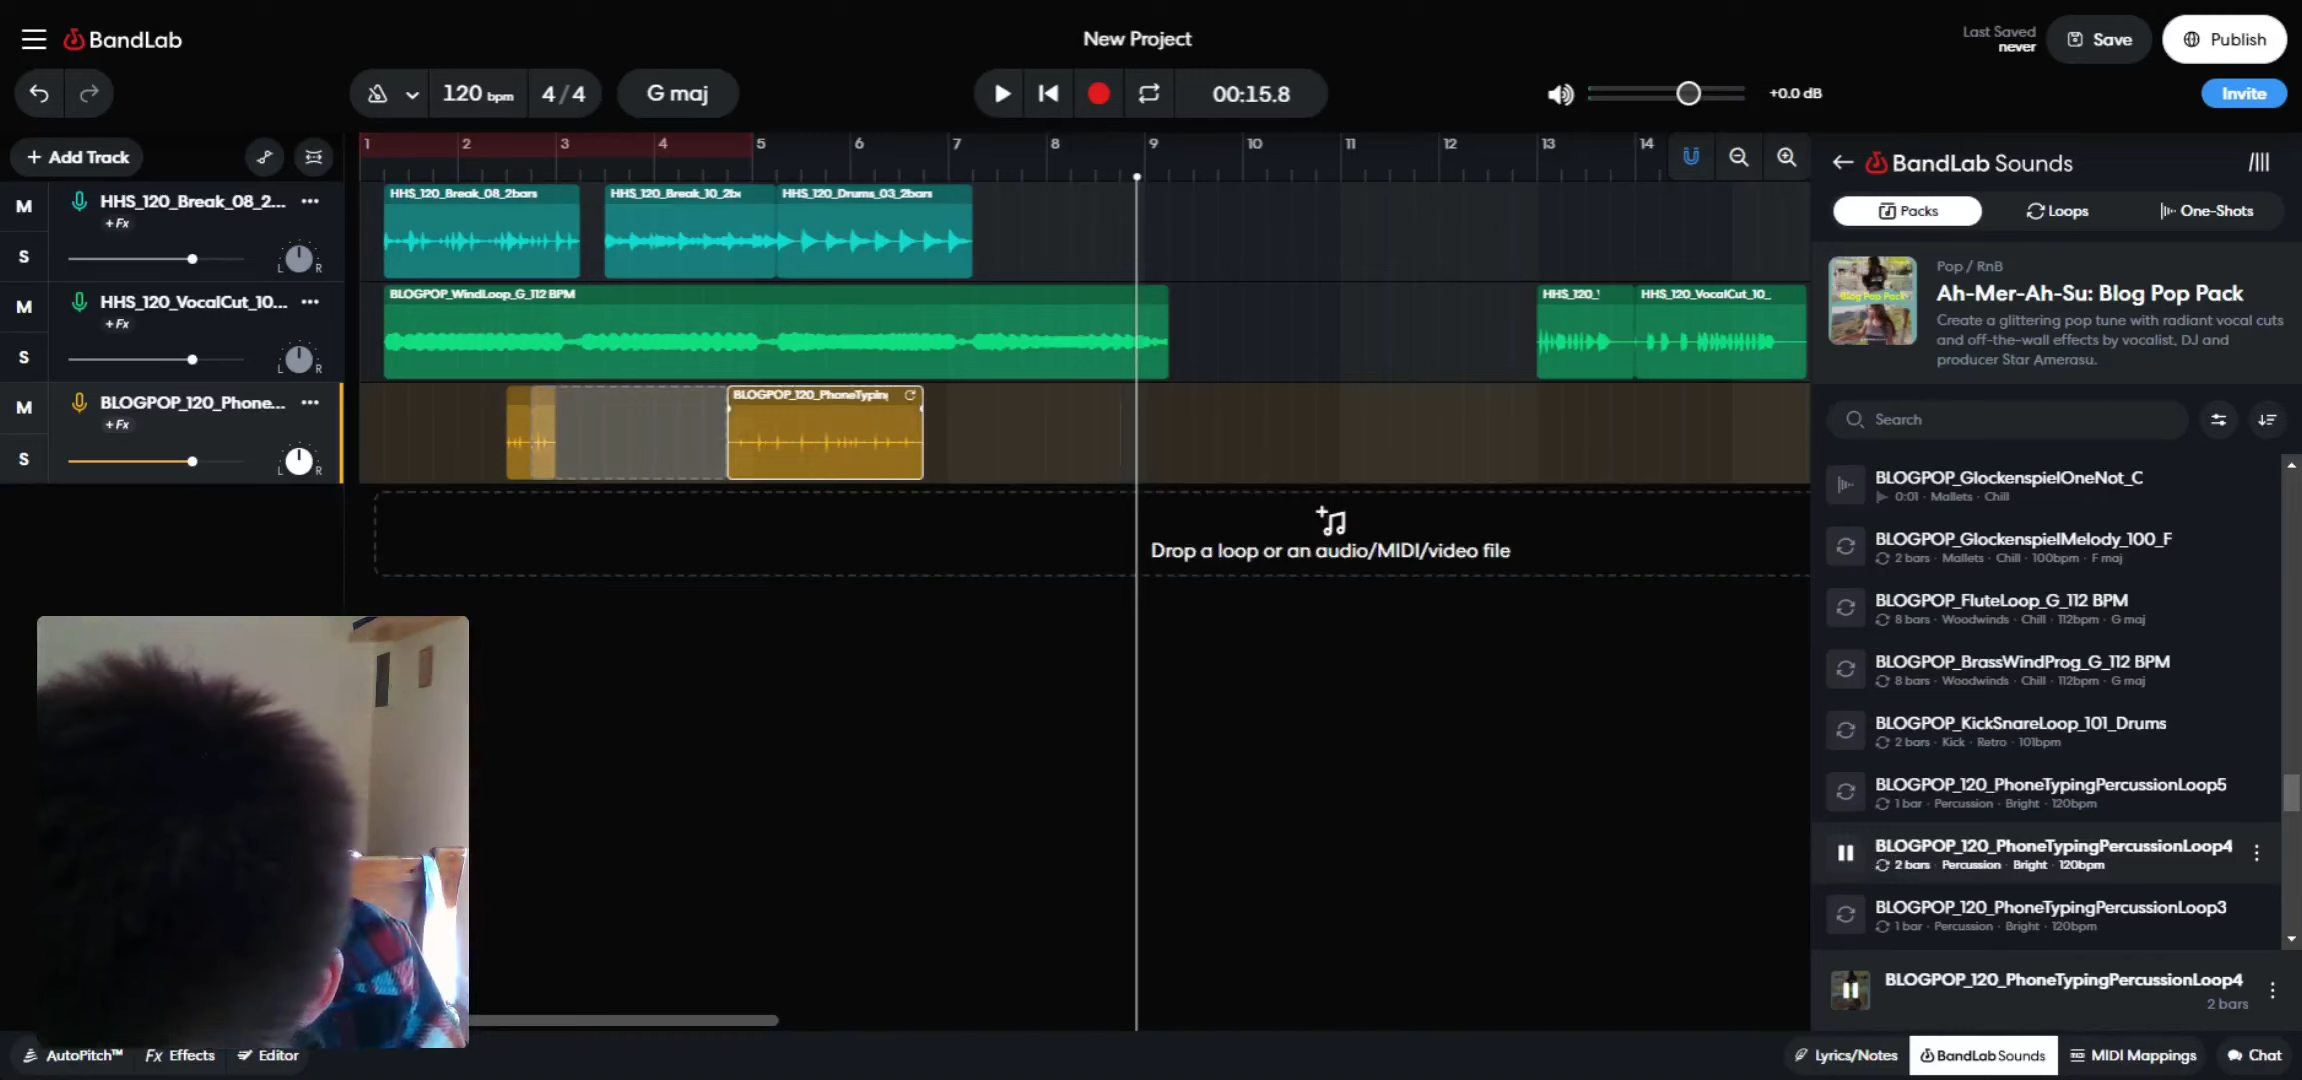 BandLab
New Project
Last Saved
never
Save
Publish
120 bpm
4/4
G maj
00:15.8
+0.0 dB
Invite
+ Add Track
1 2 3 4 5 6 7 8 9 10 11 12 13 14
BandLab Sounds
Packs
Loops
One-Shots
M
HHS_120_Break_08_2...
+ Fx
S
L R
HHS_120_Break_08_2bars
HHS_120_Break_10_2b
HHS_120_Drums_03_2bars
M
HHS_120_VocalCut_10...
+ Fx
S
L R
BLOGPOP_WindLoop_G_112 BPM
HHS_120_
HHS_120_VocalCut_10_
M
BLOGPOP_120_Phone...
+ Fx
S
L R
BLOGPOP_120_PhoneTyping
Drop a loop or an audio/MIDI/video file
Pop / RnB
Ah-Mer-Ah-Su: Blog Pop Pack
Create a glittering pop tune with radiant vocal cuts
and off-the-wall effects by vocalist, DJ and
producer Star Amerasu.
Blog Pop Pack
Search
BLOGPOP_GlockenspielOneNot_C
0:01 · Mallets · Chill
BLOGPOP_GlockenspielMelody_100_F
2 bars · Mallets · Chill · 100bpm · F maj
BLOGPOP_FluteLoop_G_112 BPM
8 bars · Woodwinds · Chill · 112bpm · G maj
BLOGPOP_BrassWindProg_G_112 BPM
8 bars · Woodwinds · Chill · 112bpm · G maj
BLOGPOP_KickSnareLoop_101_Drums
2 bars · Kick · Retro · 101bpm
BLOGPOP_120_PhoneTypingPercussionLoop5
1 bar · Percussion · Bright · 120bpm
BLOGPOP_120_PhoneTypingPercussionLoop4
2 bars · Percussion · Bright · 120bpm
BLOGPOP_120_PhoneTypingPercussionLoop3
1 bar · Percussion · Bright · 120bpm
BLOGPOP_120_PhoneTypingPercussionLoop4
2 bars
AutoPitch™
Fx Effects
Editor
Lyrics/Notes
BandLab Sounds
MIDI Mappings
Chat